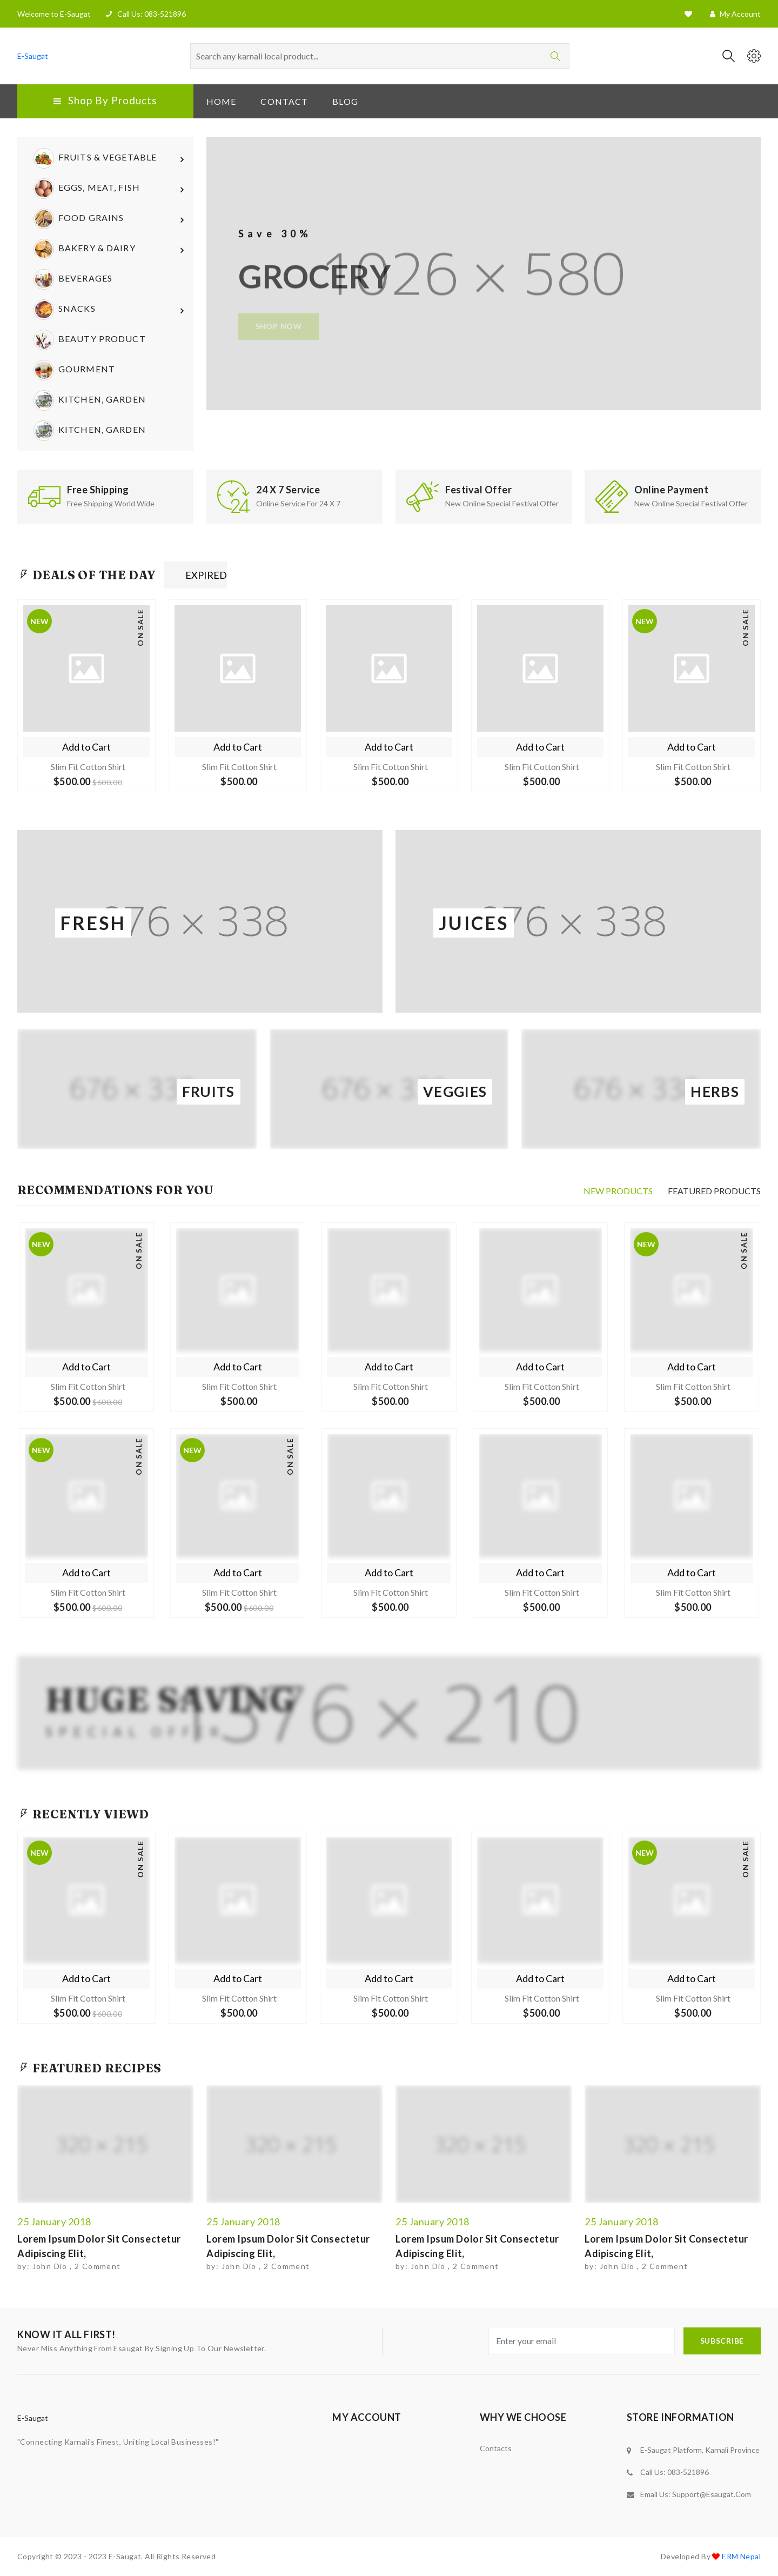 Welcome to E-Saugat
Call Us: 083-521896
My Account
E-Saugat
Search any karnali local product...
Shop By Products
HOME
CONTACT
BLOG
FRUITS & VEGETABLE
EGGS, MEAT, FISH
FOOD GRAINS
BAKERY & DAIRY
BEVERAGES
SNACKS
BEAUTY PRODUCT
GOURMENT
KITCHEN, GARDEN
KITCHEN, GARDEN
Save 30%
GROCERY
1026 × 580
SHOP NOW
Free Shipping
Free Shipping World Wide
24 X 7 Service
Online Service For 24 X 7
Festival Offer
New Online Special Festival Offer
Online Payment
New Online Special Festival Offer
DEALS OF THE DAY
EXPIRED
NEW
ON SALE
Add to Cart
Slim Fit Cotton Shirt
$500.00 $600.00
Add to Cart
Slim Fit Cotton Shirt
$500.00
Add to Cart
Slim Fit Cotton Shirt
$500.00
Add to Cart
Slim Fit Cotton Shirt
$500.00
NEW
ON SALE
Add to Cart
Slim Fit Cotton Shirt
$500.00
FRESH
676 × 338
JUICES
676 × 338
676 × 338
FRUITS
676 × 338
VEGGIES
676 × 338
HERBS
RECOMMENDATIONS FOR YOU
NEW PRODUCTS
FEATURED PRODUCTS
NEW
ON SALE
Add to Cart
Slim Fit Cotton Shirt
$500.00 $600.00
Add to Cart
Slim Fit Cotton Shirt
$500.00
Add to Cart
Slim Fit Cotton Shirt
$500.00
Add to Cart
Slim Fit Cotton Shirt
$500.00
NEW
ON SALE
Add to Cart
Slim Fit Cotton Shirt
$500.00
NEW
ON SALE
Add to Cart
Slim Fit Cotton Shirt
$500.00 $600.00
NEW
ON SALE
Add to Cart
Slim Fit Cotton Shirt
$500.00 $600.00
Add to Cart
Slim Fit Cotton Shirt
$500.00
Add to Cart
Slim Fit Cotton Shirt
$500.00
Add to Cart
Slim Fit Cotton Shirt
$500.00
HUGE SAVING
SPECIAL OFFER
1376 × 210
RECENTLY VIEWD
NEW
ON SALE
Add to Cart
Slim Fit Cotton Shirt
$500.00 $600.00
Add to Cart
Slim Fit Cotton Shirt
$500.00
Add to Cart
Slim Fit Cotton Shirt
$500.00
Add to Cart
Slim Fit Cotton Shirt
$500.00
NEW
ON SALE
Add to Cart
Slim Fit Cotton Shirt
$500.00
FEATURED RECIPES
320 × 215
25 January 2018
Lorem Ipsum Dolor Sit Consectetur
Adipiscing Elit,
by: John Dio , 2 Comment
320 × 215
25 January 2018
Lorem Ipsum Dolor Sit Consectetur
Adipiscing Elit,
by: John Dio , 2 Comment
320 × 215
25 January 2018
Lorem Ipsum Dolor Sit Consectetur
Adipiscing Elit,
by: John Dio , 2 Comment
320 × 215
25 January 2018
Lorem Ipsum Dolor Sit Consectetur
Adipiscing Elit,
by: John Dio , 2 Comment
KNOW IT ALL FIRST!
Never Miss Anything From Esaugat By Signing Up To Our Newsletter.
Enter your email
SUBSCRIBE
E-Saugat
"Connecting Karnali's Finest, Uniting Local Businesses!"
MY ACCOUNT
WHY WE CHOOSE
Contacts
STORE INFORMATION
E-Saugat Platform, Karnali Province
Call Us: 083-521896
Email Us: Support@Esaugat.Com
Copyright © 2023 - 2023 E-Saugat. All Rights Reserved
Developed By ERM Nepal